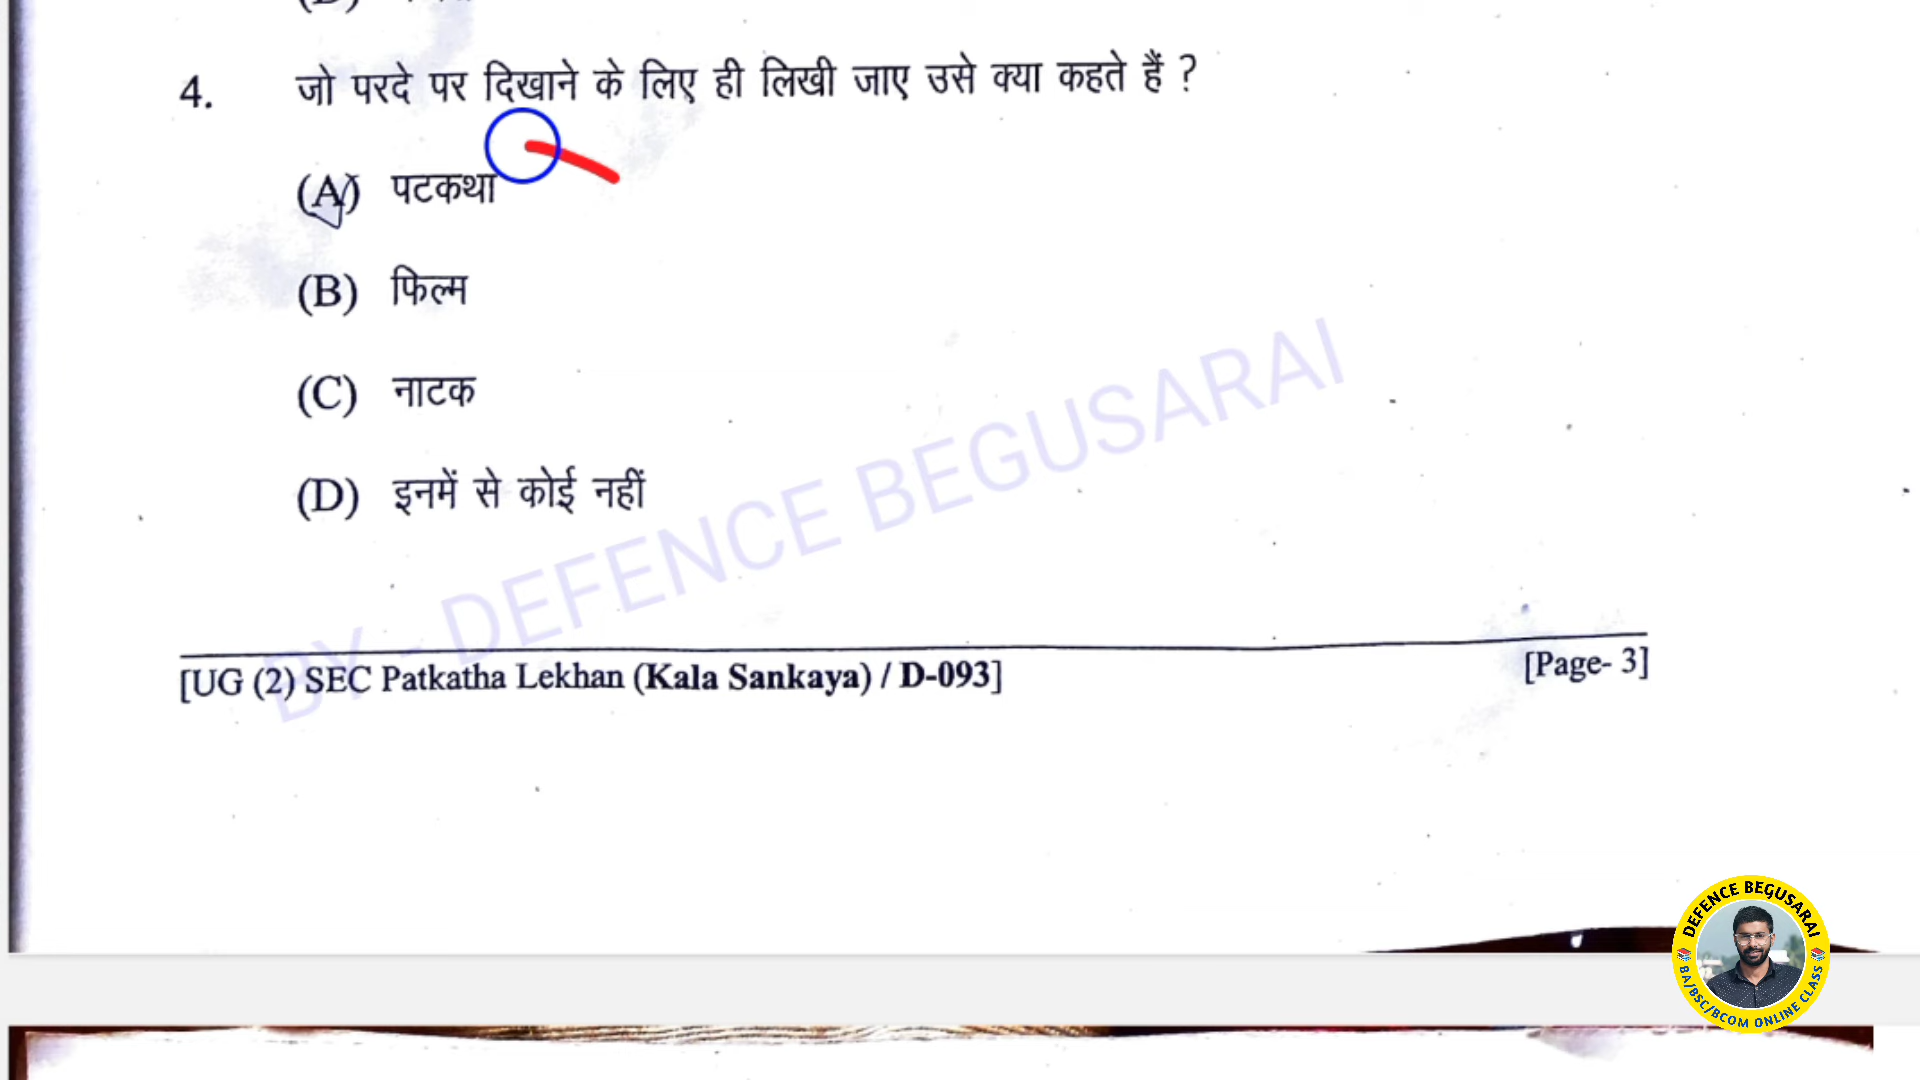 4. जो परदे पर दिखाने के लिए ही लिखी जाए उसे क्या कहते हैं ?
(A) पटकथा
(B) फिल्म
(C) नाटक
(D) इनमें से कोई नहीं
BY - DEFENCE BEGUSARAI
[UG (2) SEC Patkatha Lekhan (Kala Sankaya) / D-093]
[Page- 3]
DEFENCE BEGUSARAI
BA/BSC/BCOM ONLINE CLASS